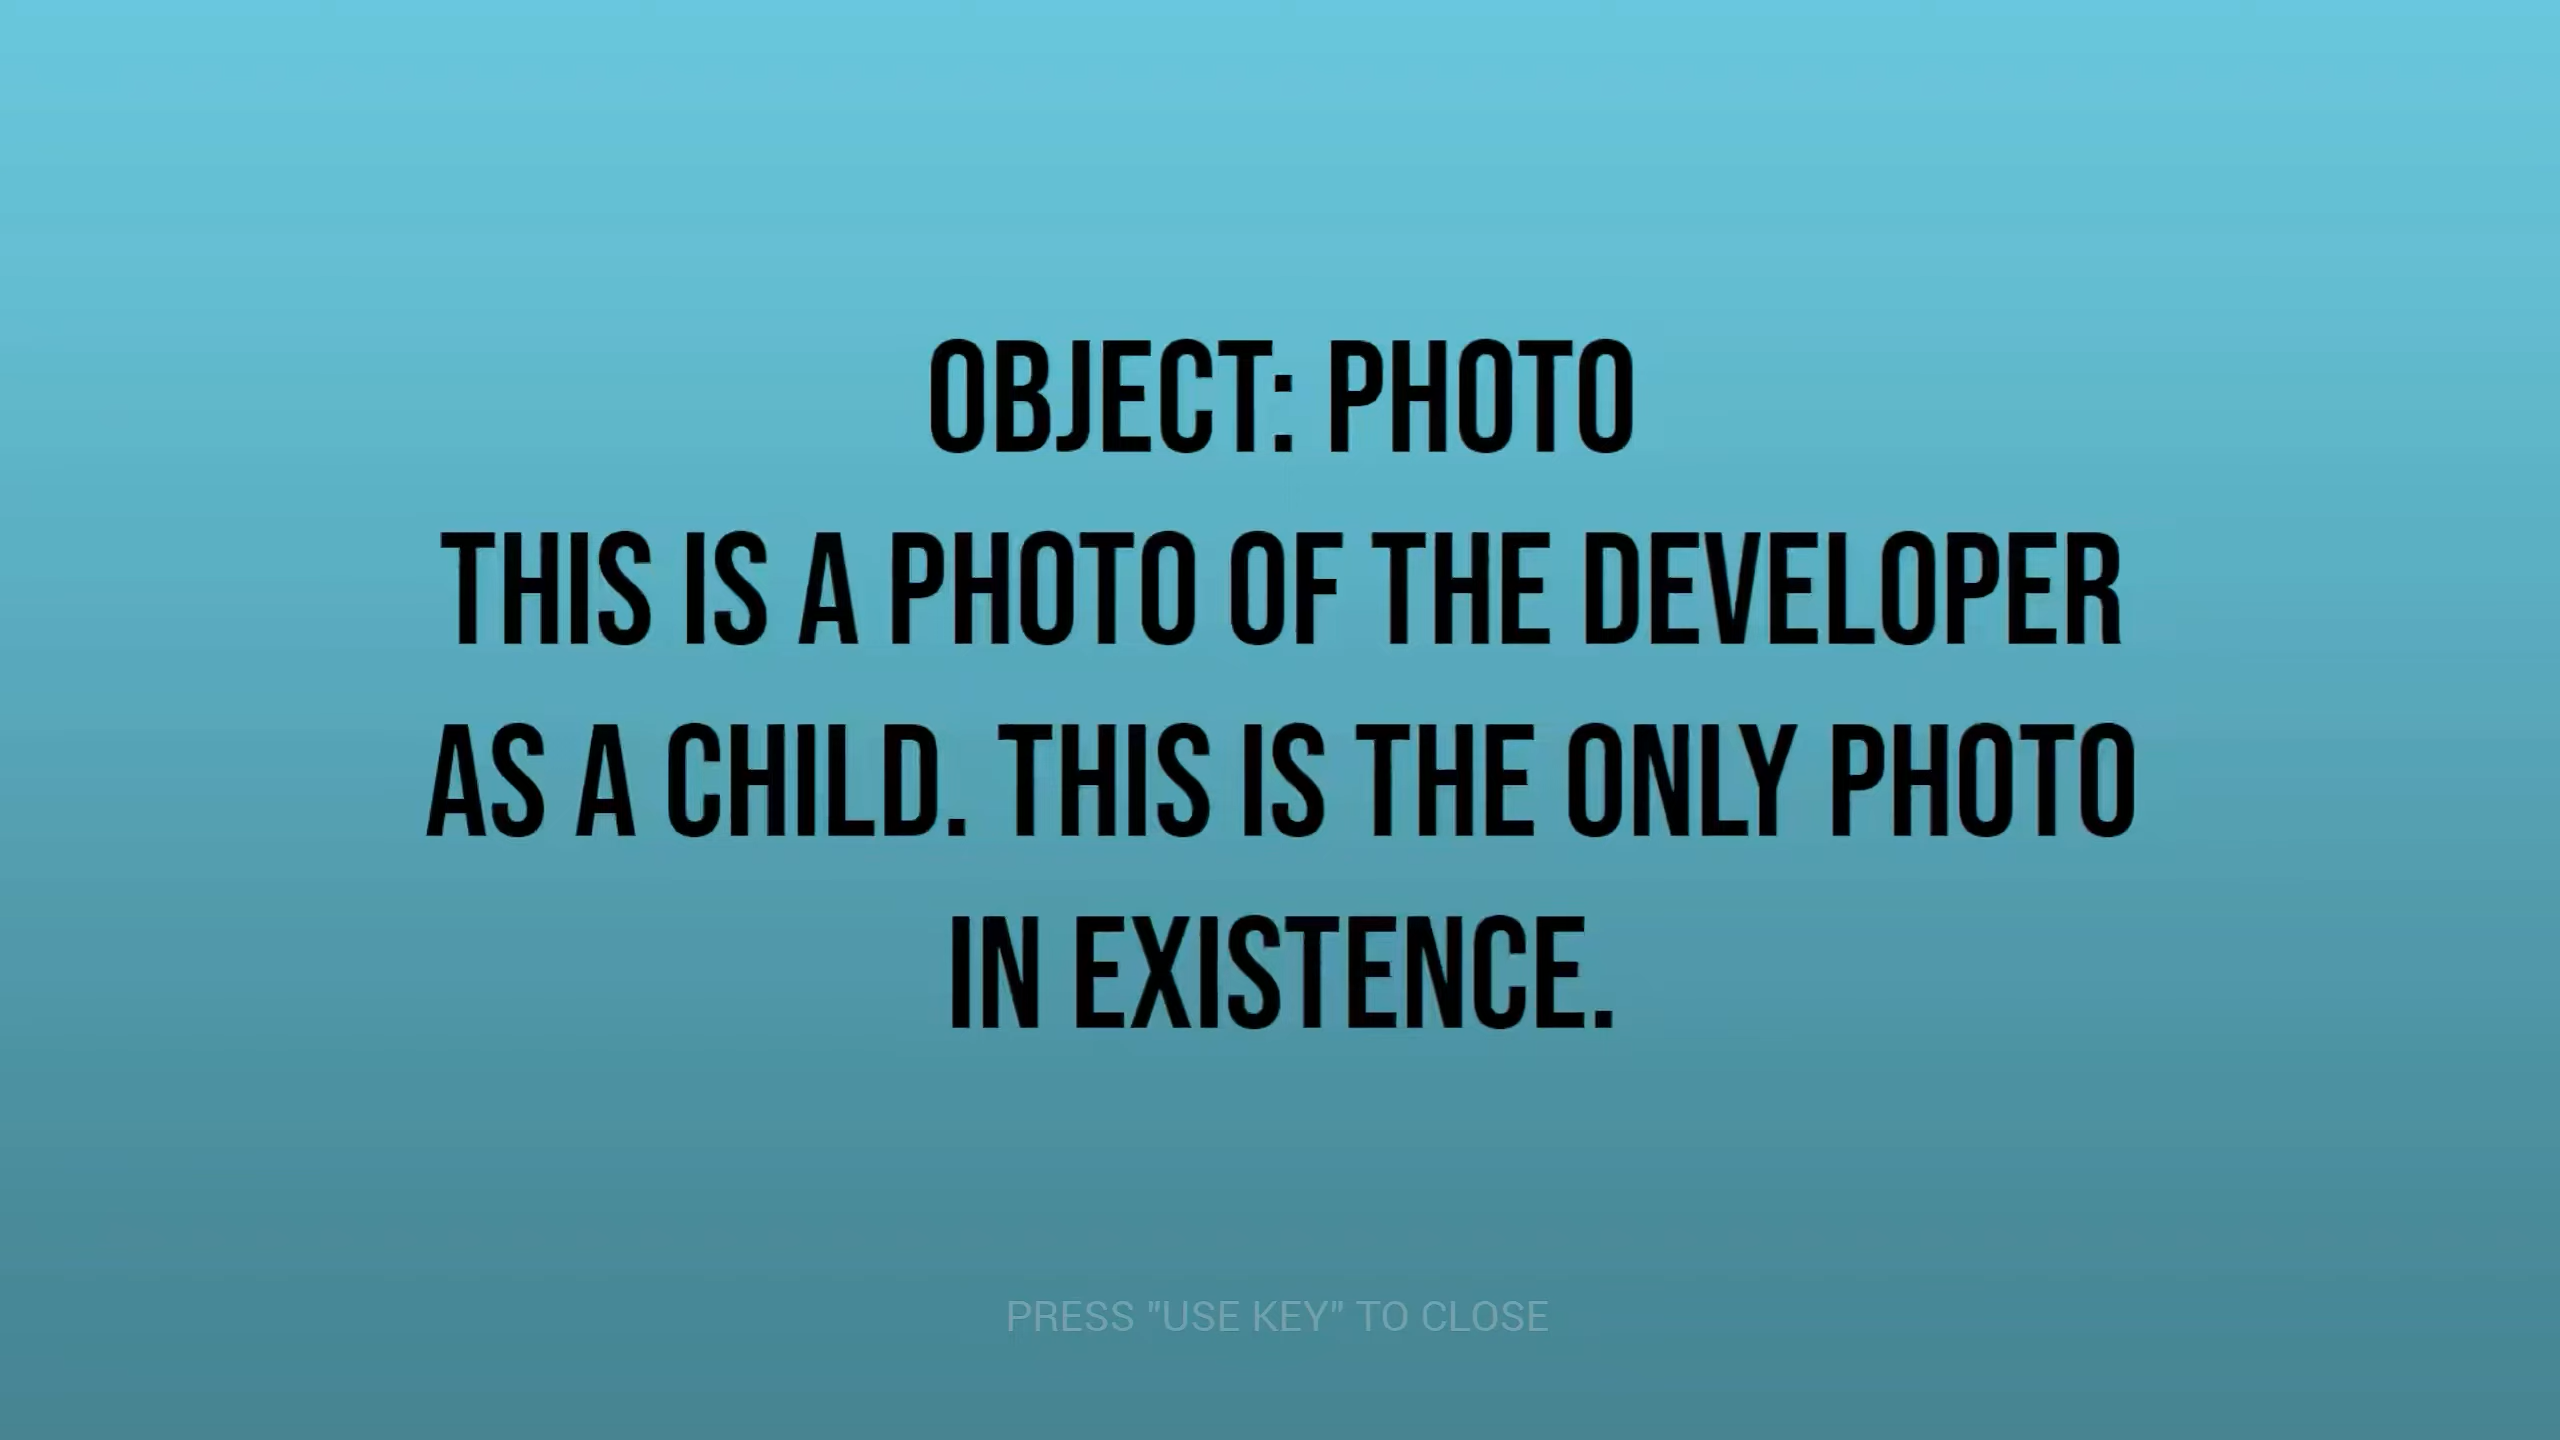 OBJECT: PHOTO
THIS IS A PHOTO OF THE DEVELOPER
AS A CHILD. THIS IS THE ONLY PHOTO
IN EXISTENCE.
PRESS "USE KEY" TO CLOSE